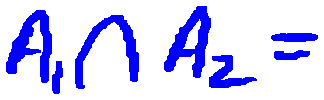 A₁ ∩ A₂ =